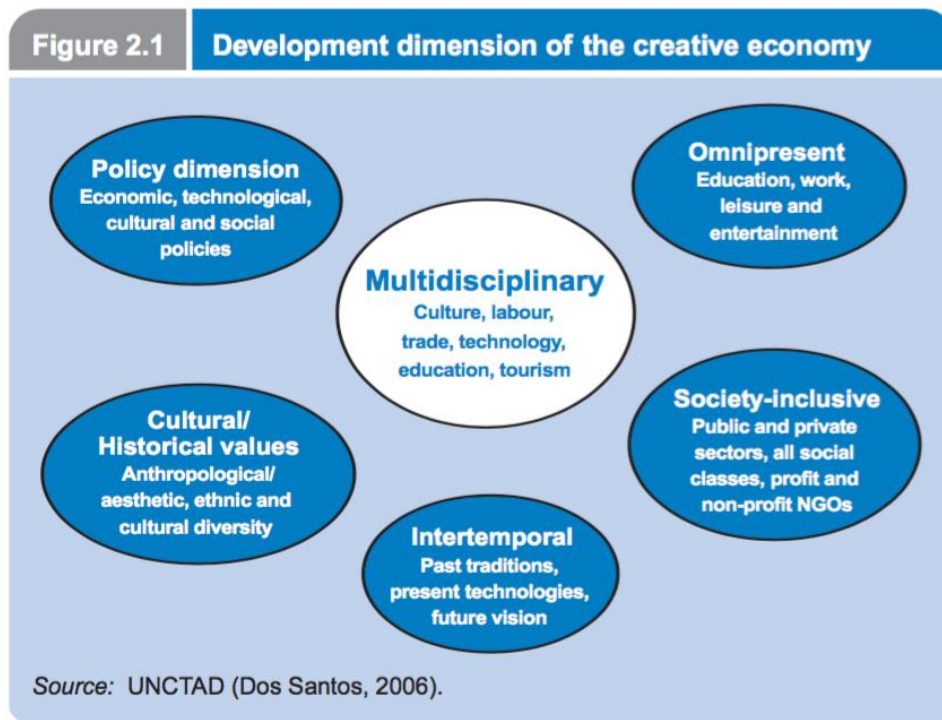 Figure 2.1
Development dimension of the creative economy
Policy dimension
Economic, technological,
cultural and social
policies
Omnipresent
Education, work,
leisure and
entertainment
Multidisciplinary
Culture, labour,
trade, technology,
education, tourism
Cultural/
Historical values
Anthropological/
aesthetic, ethnic and
cultural diversity
Society-inclusive
Public and private
sectors, all social
classes, profit and
non-profit NGOs
Intertemporal
Past traditions,
present technologies,
future vision
Source: UNCTAD (Dos Santos, 2006).